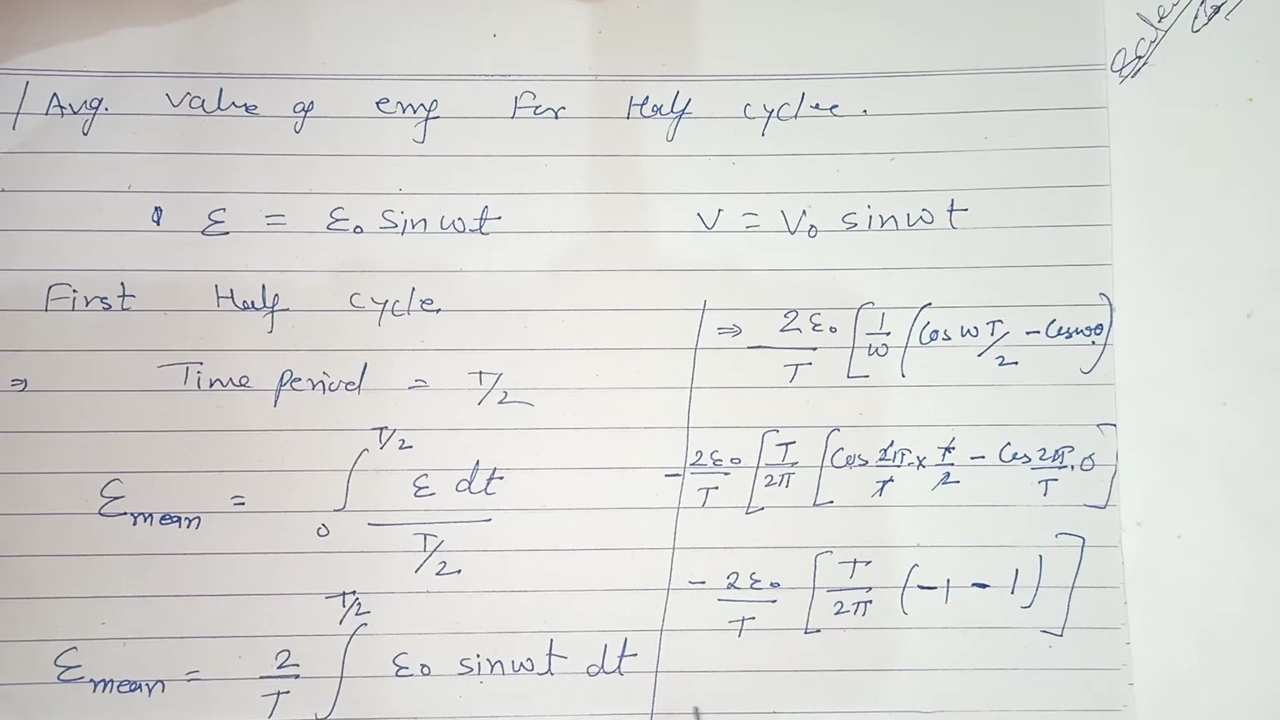 Avg. value of emf For Half cycle.
ε = ε₀ sin ωt V = V₀ sin ωt
First Half cycle
⇒ Time period = T/2
ε mean = ∫₀^{T/2} ε dt / T/2
ε mean = 2/T ∫^{T/2} ε₀ sin ωt dt
⇒ 2ε₀/T [1/ω (Cos ωT/2 - Cos ω0)
- 2ε₀/T [T/2π [Cos 2π/T × T/2 - Cos 2π/T . 0]
- 2ε₀/T [T/2π (-1 - 1)]